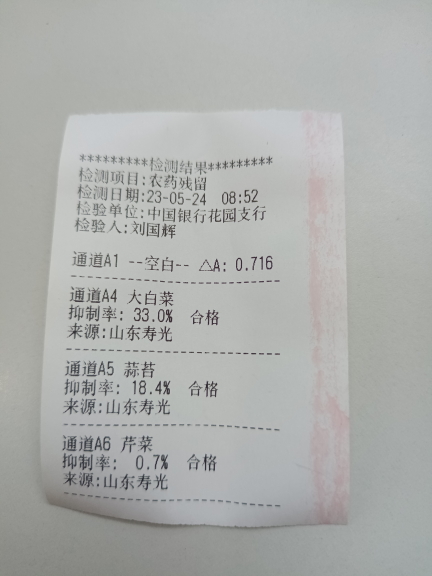 *********检测结果*********
检测项目:农药残留
检测日期:23-05-24 08:52
检验单位:中国银行花园支行
检验人:刘国辉
通道A1 --空白-- △A: 0.716
通道A4 大白菜
抑制率: 33.0% 合格
来源:山东寿光
通道A5 蒜苔
抑制率: 18.4% 合格
来源:山东寿光
通道A6 芹菜
抑制率: 0.7% 合格
来源:山东寿光